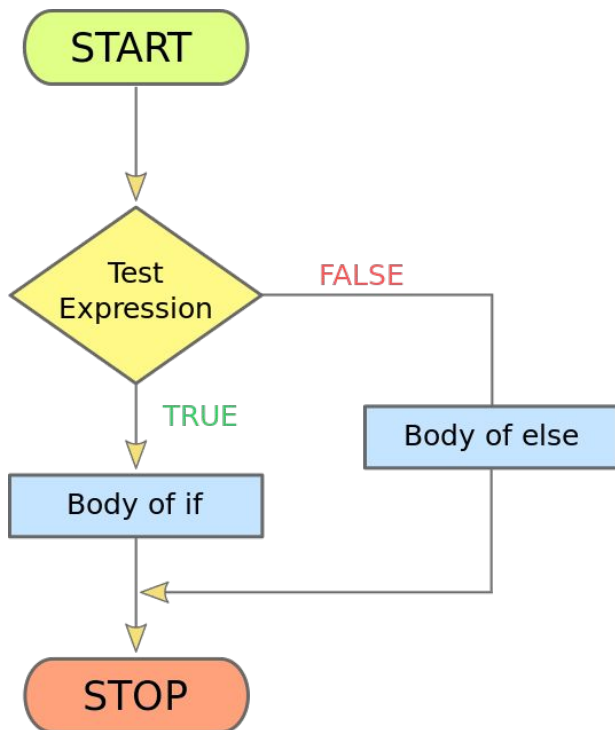 START
Test
Expression
FALSE
TRUE
Body of else
Body of if
STOP